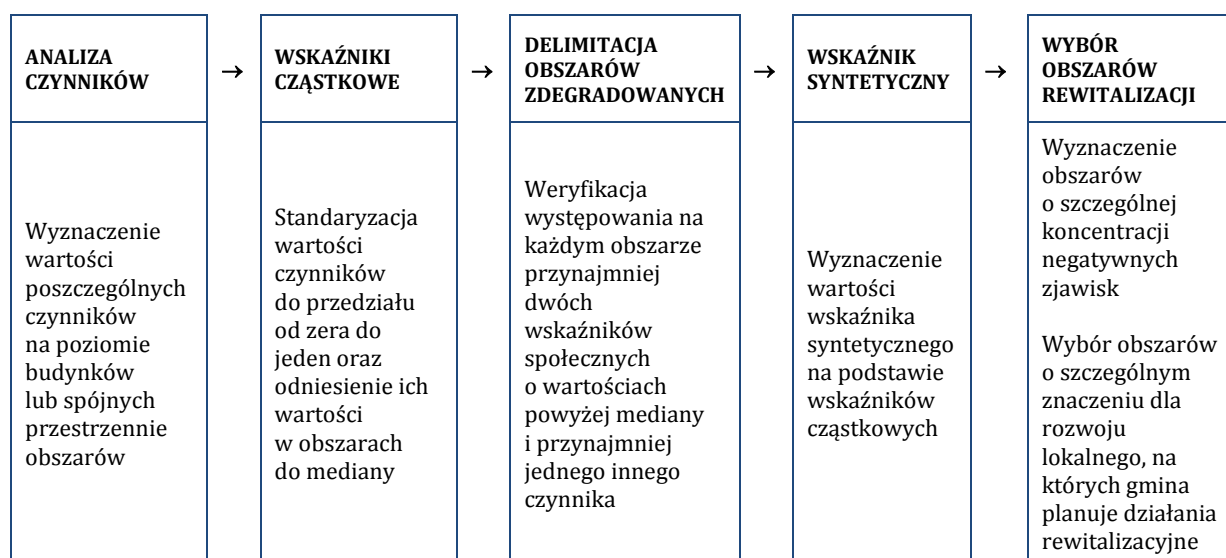 ANALIZA
CZYNNIKÓW
→
WSKAŹNIKI
CZĄSTKOWE
→
DELIMITACJA
OBSZARÓW
ZDEGRADOWANYCH
→
WSKAŹNIK
SYNTETYCZNY
→
WYBÓR
OBSZARÓW
REWITALIZACJI
Wyznaczenie
wartości
poszczególnych
czynników
na poziomie
budynków
lub spójnych
przestrzennie
obszarów
Standaryzacja
wartości
czynników
do przedziału
od zera do
jeden oraz
odniesienie ich
wartości
w obszarach
do mediany
Weryfikacja
występowania na
każdym obszarze
przynajmniej
dwóch
wskaźników
społecznych
o wartościach
powyżej mediany
i przynajmniej
jednego innego
czynnika
Wyznaczenie
wartości
wskaźnika
syntetycznego
na podstawie
wskaźników
cząstkowych
Wyznaczenie
obszarów
o szczególnej
koncentracji
negatywnych
zjawisk
Wybór obszarów
o szczególnym
znaczeniu dla
rozwoju
lokalnego, na
których gmina
planuje działania
rewitalizacyjne